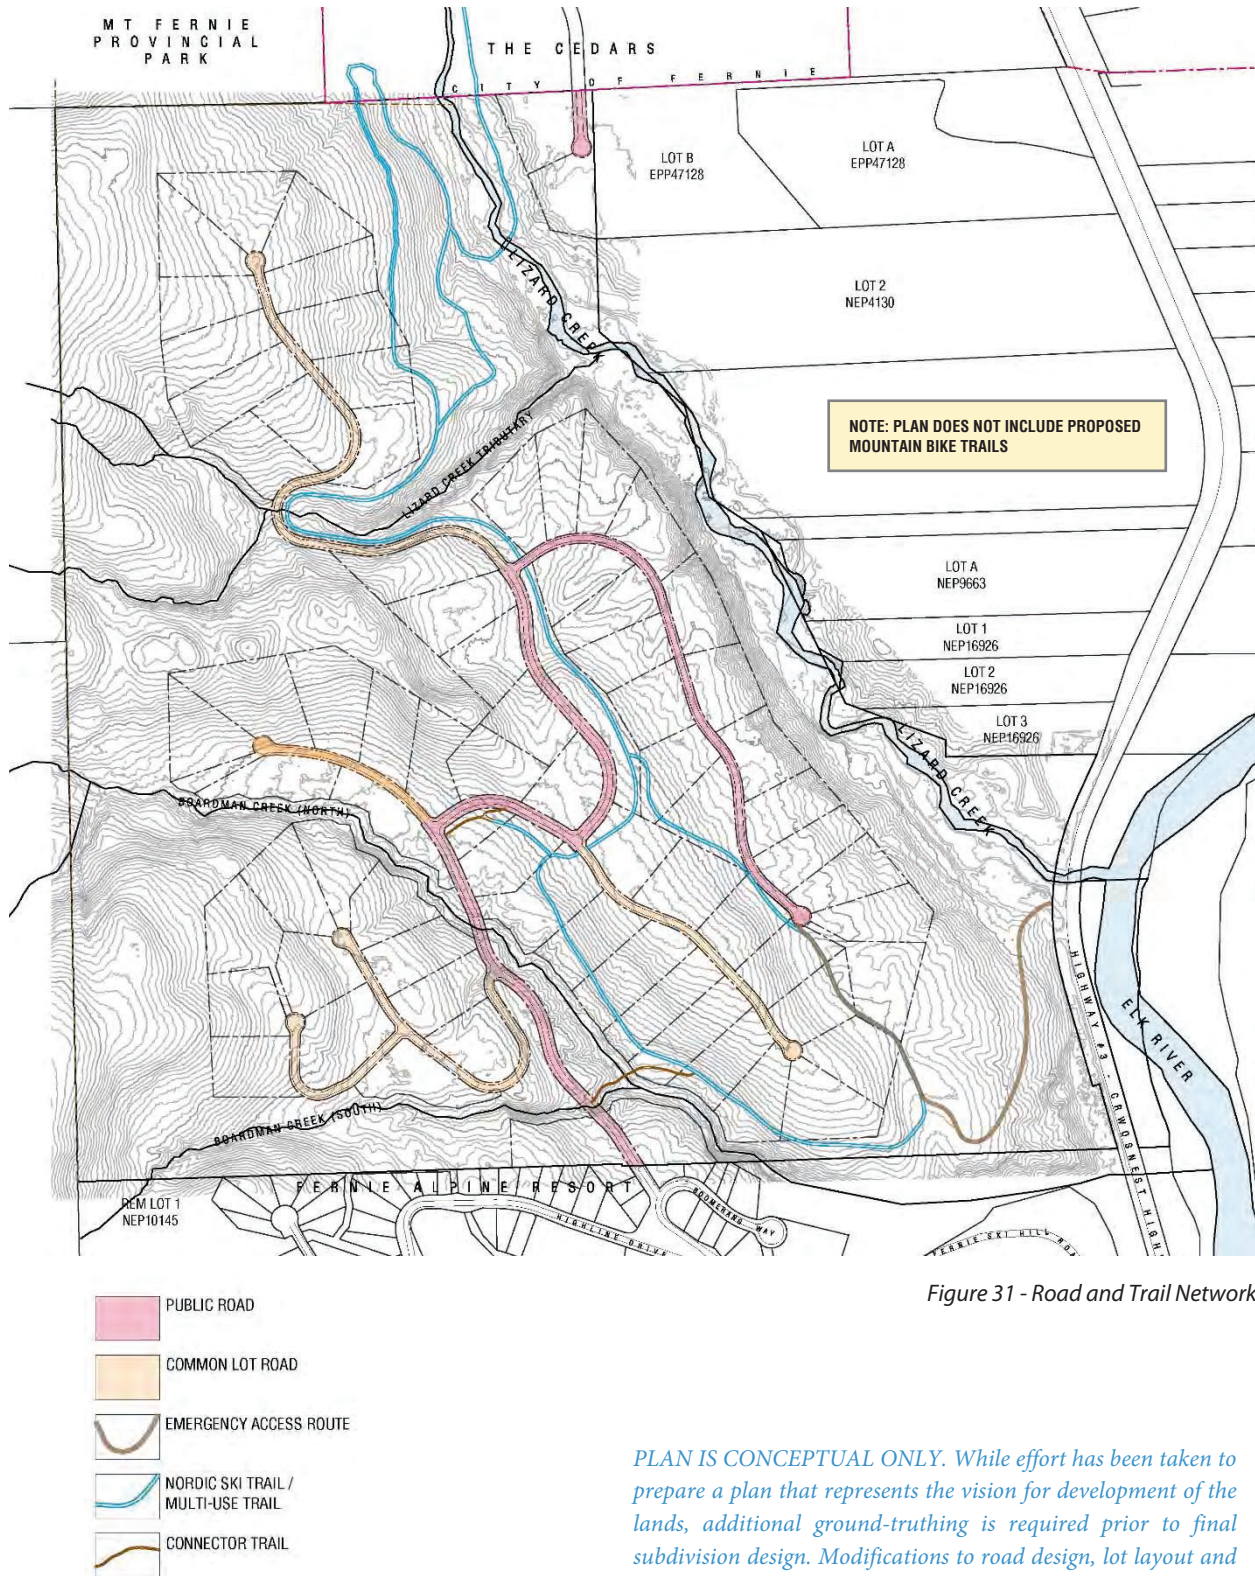 MT FERNIE
PROVINCIAL
PARK
THE CEDARS
CITY OF FERNIE
LOT B
EPP47128
LOT A
EPP47128
LIZARD CREEK
LOT 2
NEP4130
NOTE: PLAN DOES NOT INCLUDE PROPOSED
MOUNTAIN BIKE TRAILS
LIZARD CREEK TRIBUTARY
LOT A
NEP9663
LOT 1
NEP16926
LOT 2
NEP16926
LOT 3
NEP16926
LIZARD CREEK
BOARDMAN CREEK (NORTH)
HIGHWAY #3 - CRWOSNEST HIGH
ELK RIVER
BOARDMAN CREEK (SOUTH)
FERNIE ALPINE RESORT
REM LOT 1
NEP10145
HIGHLINE DRIVE
BOOMERANG WAY
FERNIE SKI HILL ROA
Figure 31 - Road and Trail Network
PUBLIC ROAD
COMMON LOT ROAD
EMERGENCY ACCESS ROUTE
NORDIC SKI TRAIL /
MULTI-USE TRAIL
CONNECTOR TRAIL
PLAN IS CONCEPTUAL ONLY. While effort has been taken to
prepare a plan that represents the vision for development of the
lands, additional ground-truthing is required prior to final
subdivision design. Modifications to road design, lot layout and